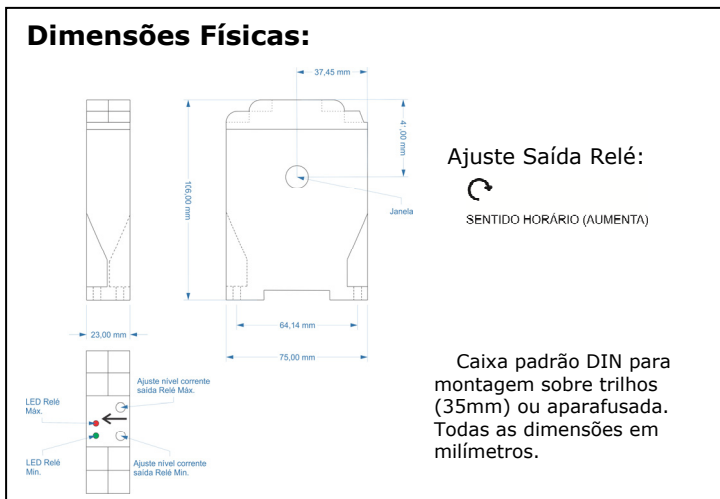 Dimensões Físicas:
37,45 mm
41,00 mm
106,00 mm
Janela
Ajuste Saída Relé:
SENTIDO HORÁRIO (AUMENTA)
23,00 mm
64,14 mm
75,00 mm
LED Relé
Máx.
Ajuste nível corrente
saída Relé Máx.
LED Relé
Min.
Ajuste nível corrente
saída Relé Min.
Caixa padrão DIN para
montagem sobre trilhos
(35mm) ou aparafusada.
Todas as dimensões em
milímetros.